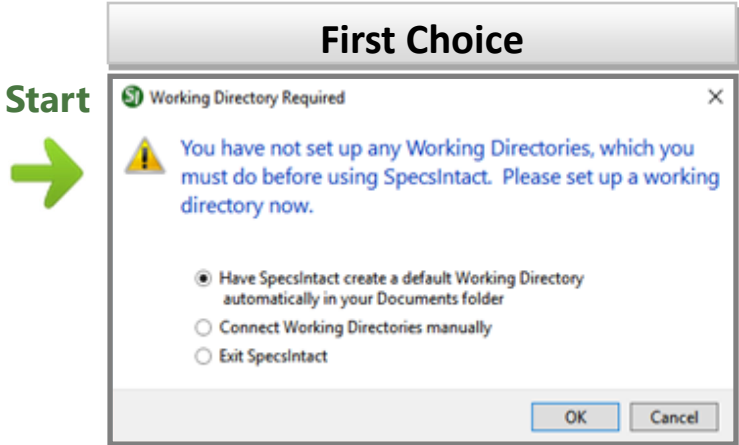 First Choice
Start
SI Working Directory Required
You have not set up any Working Directories, which you
must do before using SpecsIntact. Please set up a working
directory now.
Have SpecsIntact create a default Working Directory
automatically in your Documents folder
Connect Working Directories manually
Exit SpecsIntact
OK Cancel